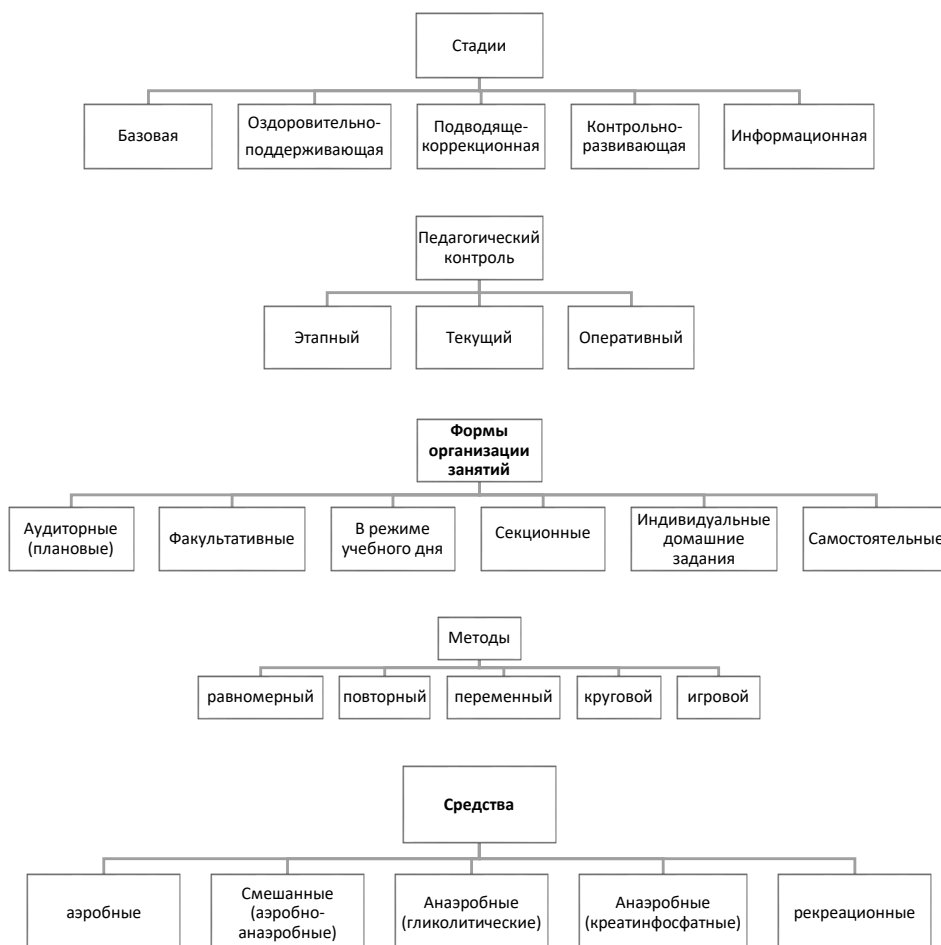 Стадии
Базовая
Оздоровительно-
поддерживающая
Подводяще-
коррекционная
Контрольно-
развивающая
Информационная
Педагогический
контроль
Этапный
Текущий
Оперативный
Формы
организации
занятий
Аудиторные
(плановые)
Факультативные
В режиме
учебного дня
Секционные
Индивидуальные
домашние
задания
Самостоятельные
Методы
равномерный
повторный
переменный
круговой
игровой
Средства
аэробные
Смешанные
(аэробно-
анаэробные)
Анаэробные
(гликолитические)
Анаэробные
(креатинфосфатные)
рекреационные